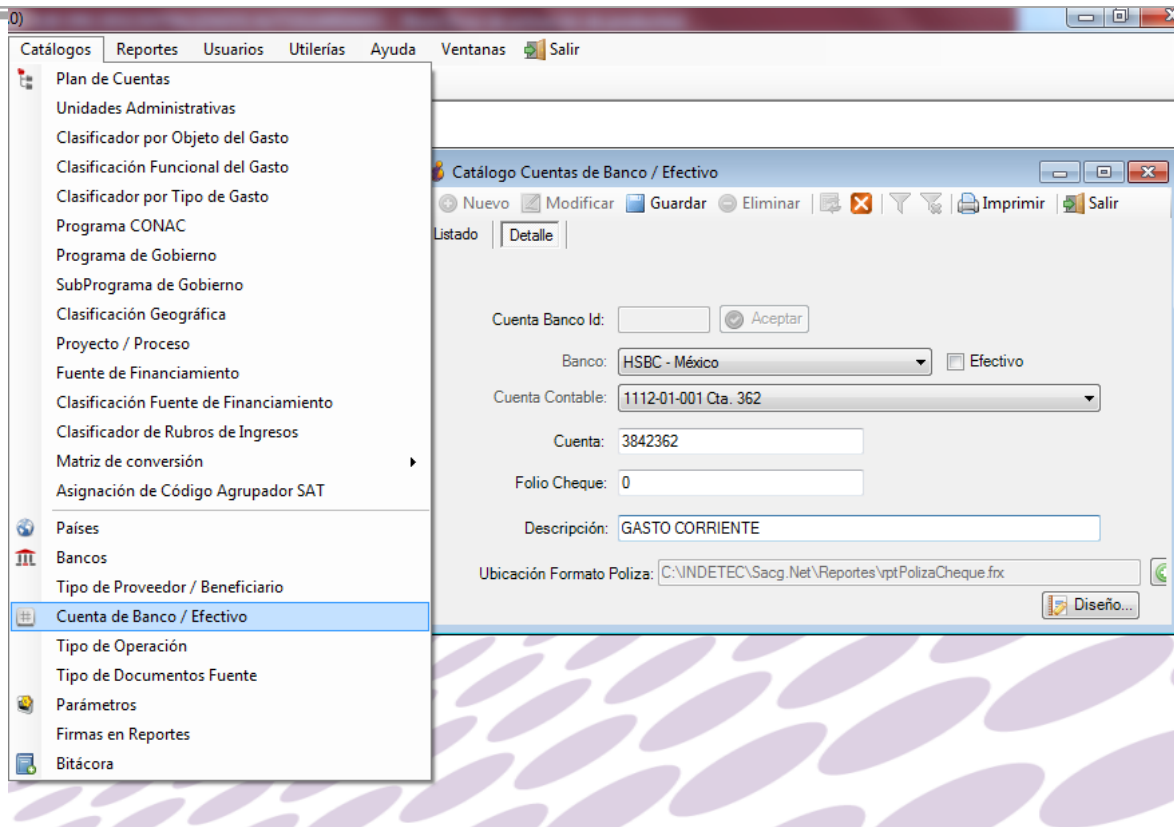 .0)
Catálogos Reportes Usuarios Utilerías Ayuda Ventanas Salir
Plan de Cuentas
Unidades Administrativas
Clasificador por Objeto del Gasto
Clasificación Funcional del Gasto
Clasificador por Tipo de Gasto
Programa CONAC
Programa de Gobierno
SubPrograma de Gobierno
Clasificación Geográfica
Proyecto / Proceso
Fuente de Financiamiento
Clasificación Fuente de Financiamiento
Clasificador de Rubros de Ingresos
Matriz de conversión
Asignación de Código Agrupador SAT
Países
Bancos
Tipo de Proveedor / Beneficiario
Cuenta de Banco / Efectivo
Tipo de Operación
Tipo de Documentos Fuente
Parámetros
Firmas en Reportes
Bitácora
Catálogo Cuentas de Banco / Efectivo
Nuevo Modificar Guardar Eliminar Imprimir Salir
Listado Detalle
Cuenta Banco Id: Aceptar
Banco: HSBC - México Efectivo
Cuenta Contable: 1112-01-001 Cta. 362
Cuenta: 3842362
Folio Cheque: 0
Descripción: GASTO CORRIENTE
Ubicación Formato Poliza: C:\INDETEC\Sacg.Net\Reportes\rptPolizaCheque.frx
Diseño...